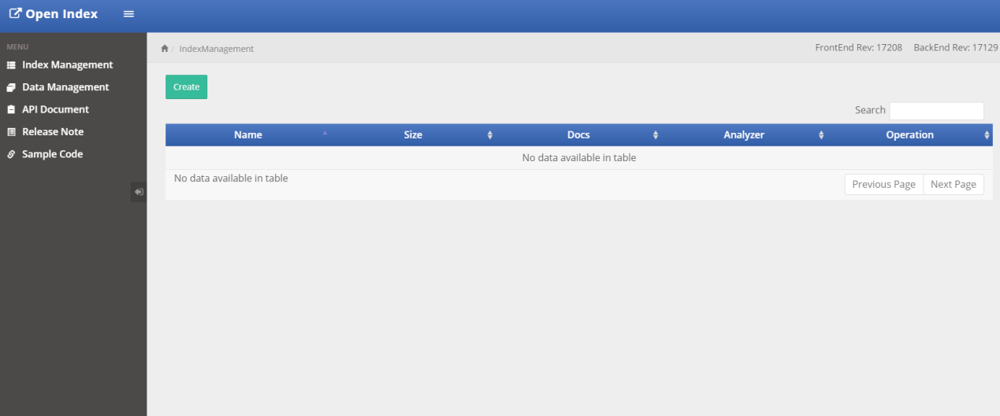 Open Index
MENU
Index Management
Data Management
API Document
Release Note
Sample Code
/ IndexManagement
FrontEnd Rev: 17208 BackEnd Rev: 17129
Create
Search
Name Size Docs Analyzer Operation
No data available in table
No data available in table
Previous Page Next Page